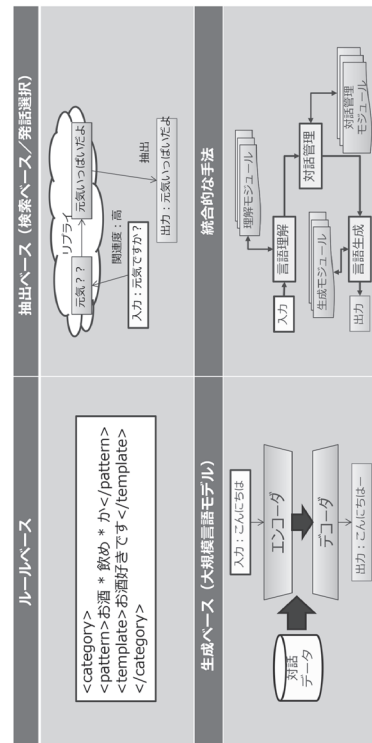 ルールベース
<category>
<pattern>お酒 * 飲め * か</pattern>
<template>お酒好きです</template>
</category>
抽出ベース（検索ベース／発話選択）
リプライ
元気？？
元気いっぱいだよ
関連度：高
抽出
入力：元気ですか？
出力：元気いっぱいだよ
生成ベース（大規模言語モデル）
入力：こんにちは
エンコーダ
対話
データ
デコーダ
出力：こんにちはー
統合的な手法
理解モジュール
入力
言語理解
対話管理
生成モジュール
対話管理
モジュール
出力
言語生成